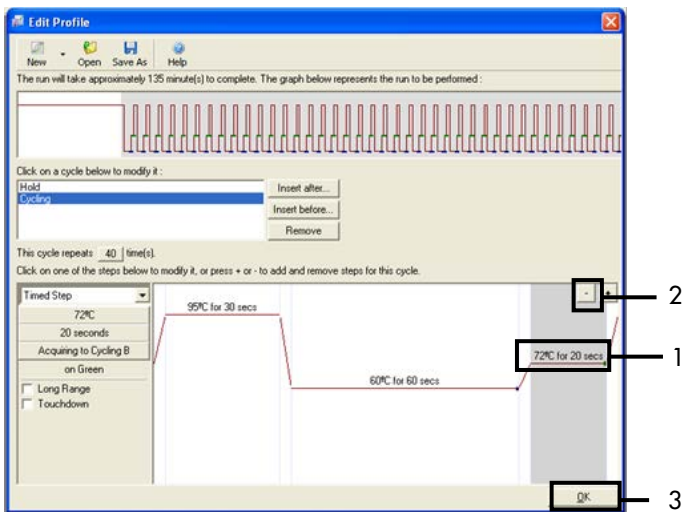 Edit Profile
New Open Save As Help
The run will take approximately 135 minute(s) to complete. The graph below represents the run to be performed :
Click on a cycle below to modify it :
Hold
Cycling
Insert after...
Insert before...
Remove
This cycle repeats 40 time(s).
Click on one of the steps below to modify it, or press + or - to add and remove steps for this cycle.
Timed Step
72ºC
20 seconds
Acquiring to Cycling B
on Green
Long Range
Touchdown
95ºC for 30 secs
60ºC for 60 secs
72ºC for 20 secs
- +
2
1
OK
3